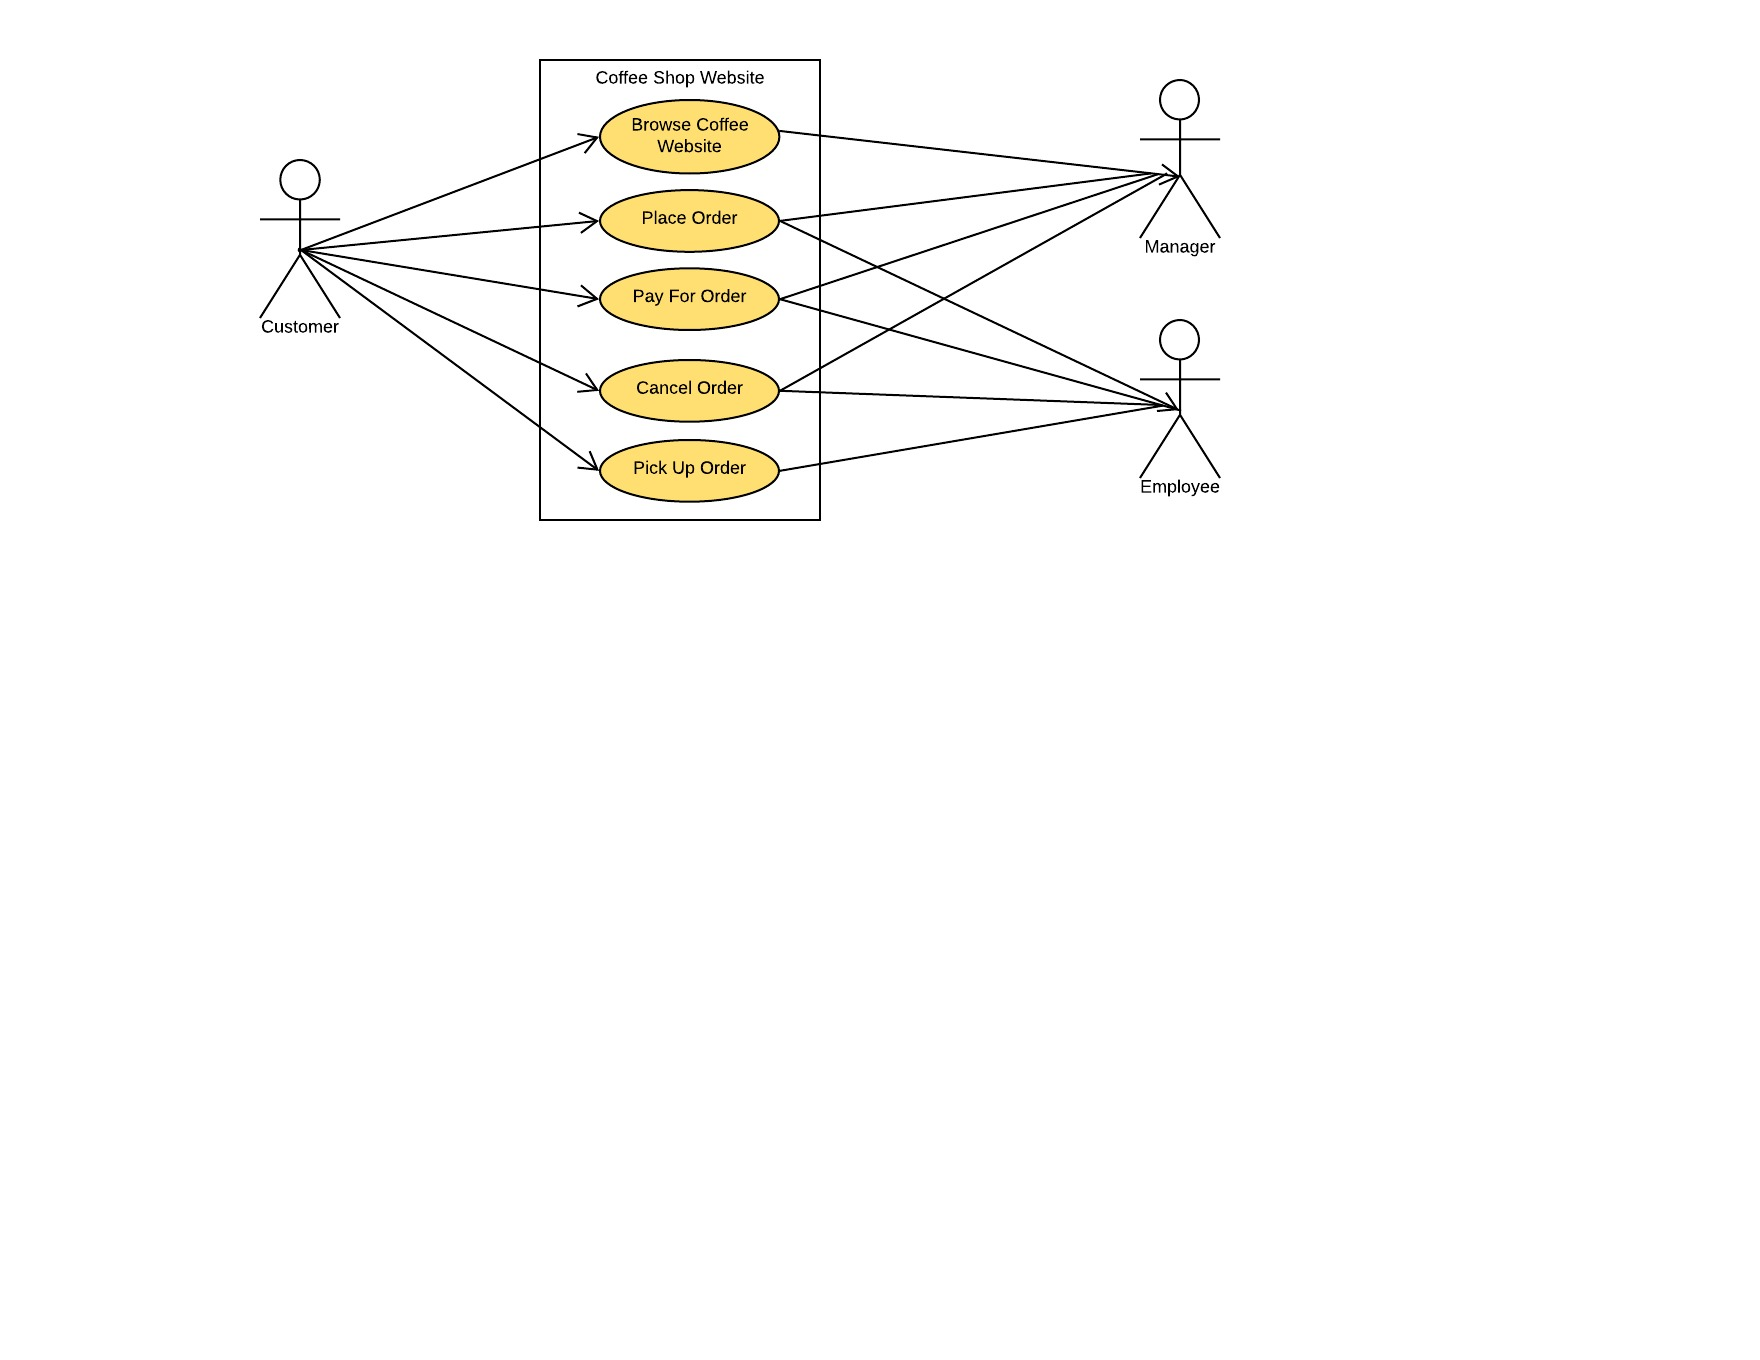 Coffee Shop Website
Browse Coffee
Website
Place Order
Pay For Order
Cancel Order
Pick Up Order
Customer
Manager
Employee